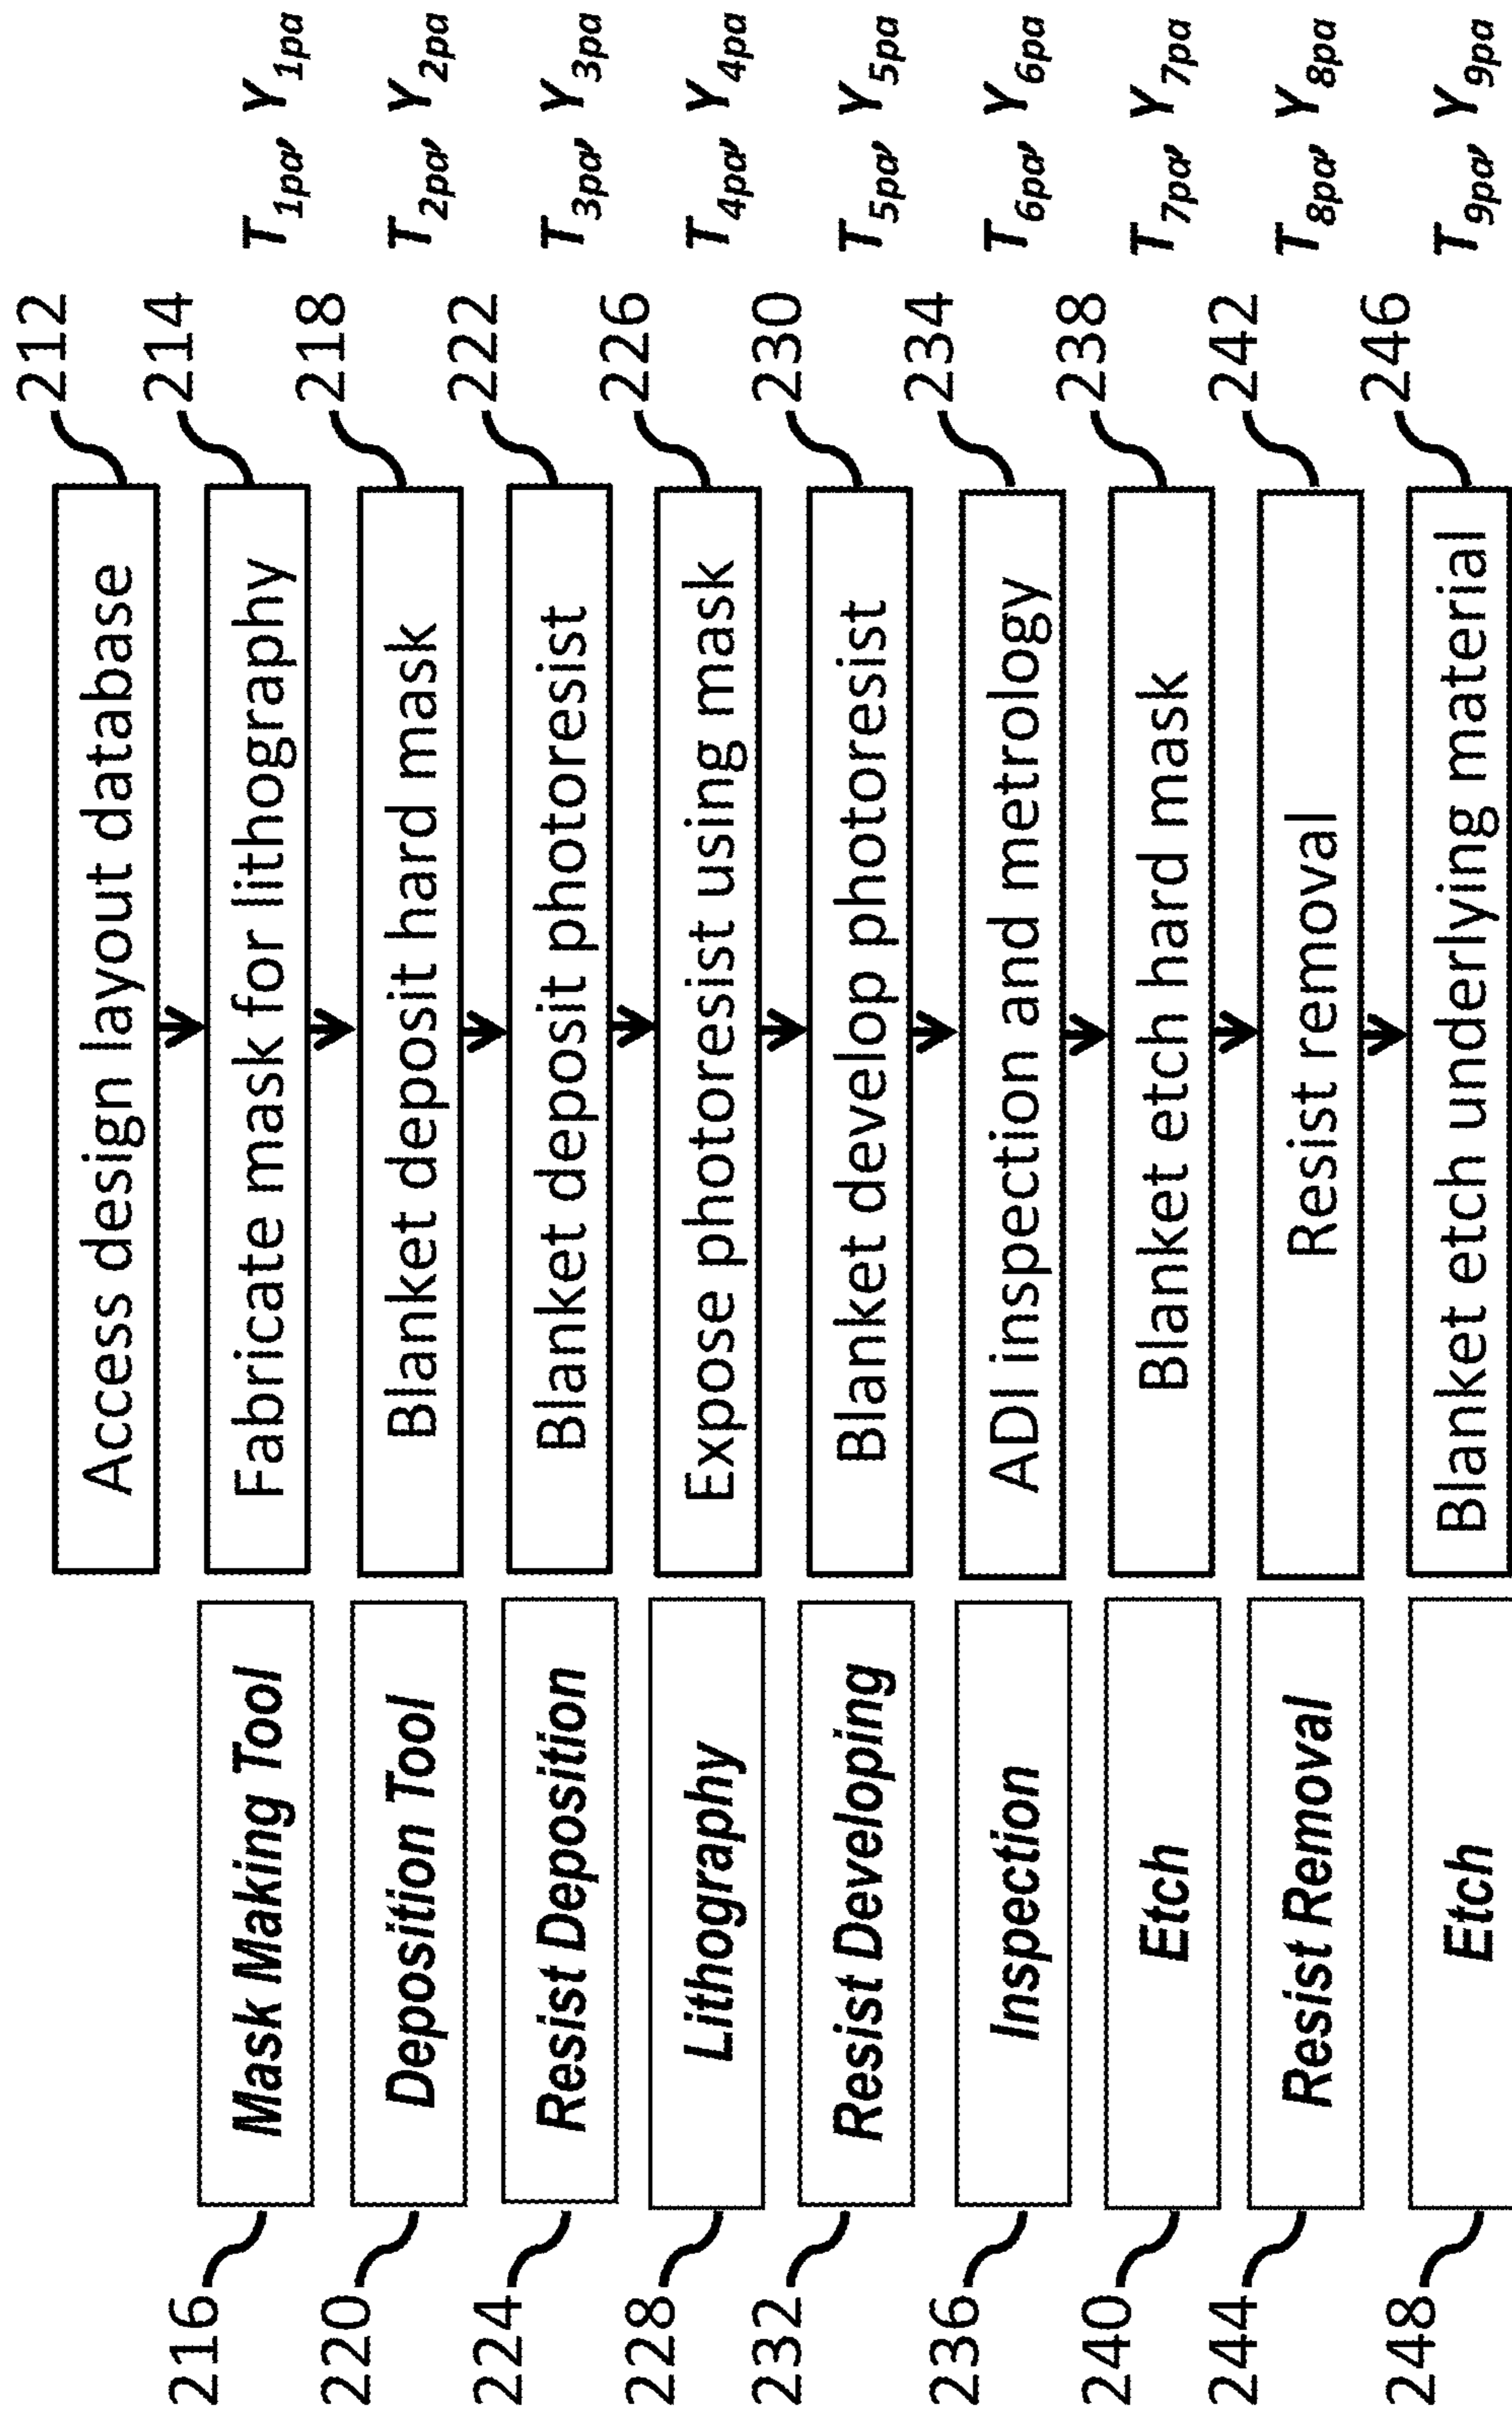 212
Access design layout database
214
216 Mask Making Tool Fabricate mask for lithography T1pa, Y1pa
218
220 Deposition Tool Blanket deposit hard mask T2pa, Y2pa
222
224 Resist Deposition Blanket deposit photoresist T3pa, Y3pa
226
228 Lithography Expose photoresist using mask T4pa, Y4pa
230
232 Resist Developing Blanket develop photoresist T5pa, Y5pa
234
236 Inspection ADI inspection and metrology T6pa, Y6pa
238
240 Etch Blanket etch hard mask T7pa, Y7pa
242
244 Resist Removal Resist removal T8pa, Y8pa
246
248 Etch Blanket etch underlying material T9pa, Y9pa